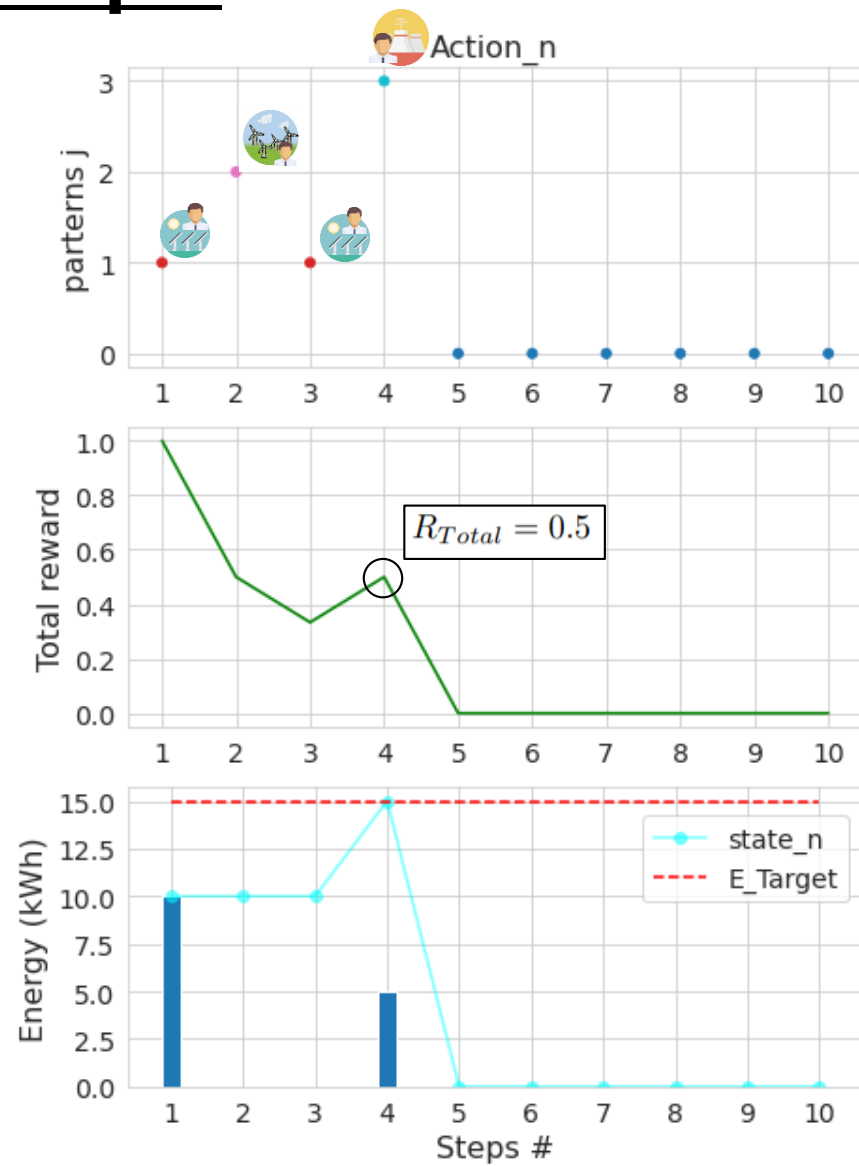 Action_n
3
2
1
0
parterns j
1 2 3 4 5 6 7 8 9 10
1.0
0.8
0.6
0.4
0.2
0.0
Total reward
R_{Total} = 0.5
1 2 3 4 5 6 7 8 9 10
15.0
12.5
10.0
7.5
5.0
2.5
0.0
Energy (kWh)
state_n
E_Target
1 2 3 4 5 6 7 8 9 10
Steps #